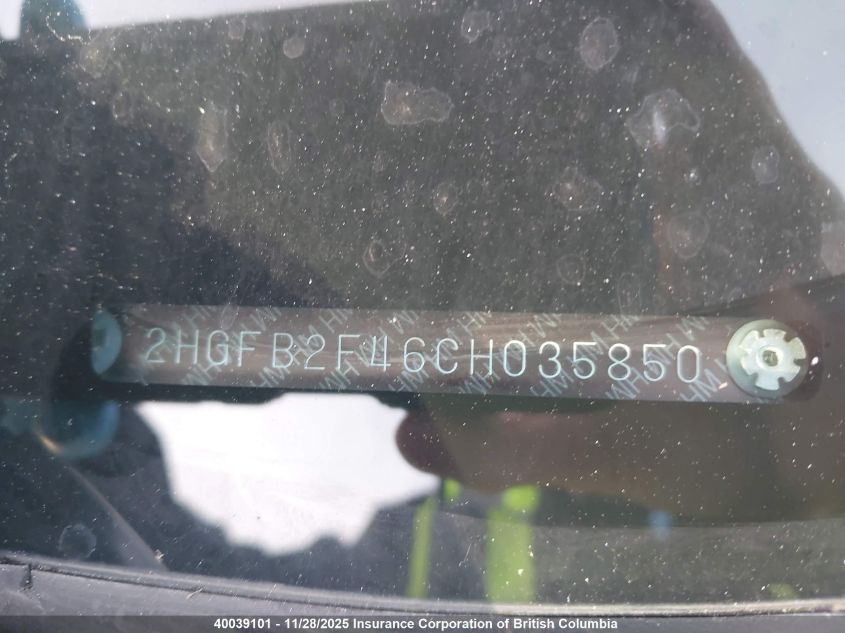 2HGFB2F46CH035850
40039101 - 11/28/2025 Insurance Corporation of British Columbia